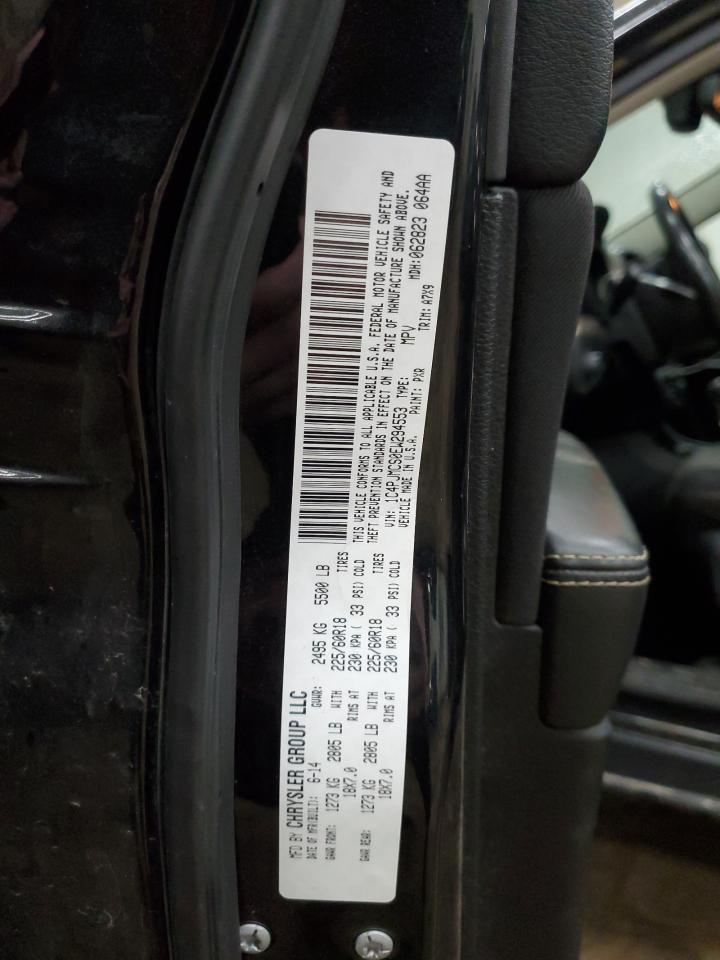 MFD BY CHRYSLER GROUP LLC
DATE OF MFR(BUILT): 6-14 GVWR: 2495 KG 5500 LB
GAWR FRONT: 1273 KG 2805 LB WITH 225/60R18 TIRES
18X7.0 RIMS AT 230 KPA ( 33 PSI) COLD
GAWR REAR: 1273 KG 2805 LB WITH 225/60R18 TIRES
18X7.0 RIMS AT 230 KPA ( 33 PSI) COLD
THIS VEHICLE CONFORMS TO ALL APPLICABLE U.S.A. FEDERAL MOTOR VEHICLE SAFETY AND
THEFT PREVENTION STANDARDS IN EFFECT ON THE DATE OF MANUFACTURE SHOWN ABOVE.
VIN: 1C4PJMCS0EW294553 TYPE: MPV MDH:062823 064AA
VEHICLE MADE IN U.S.A. PAINT: PXR TRIM: A7X9